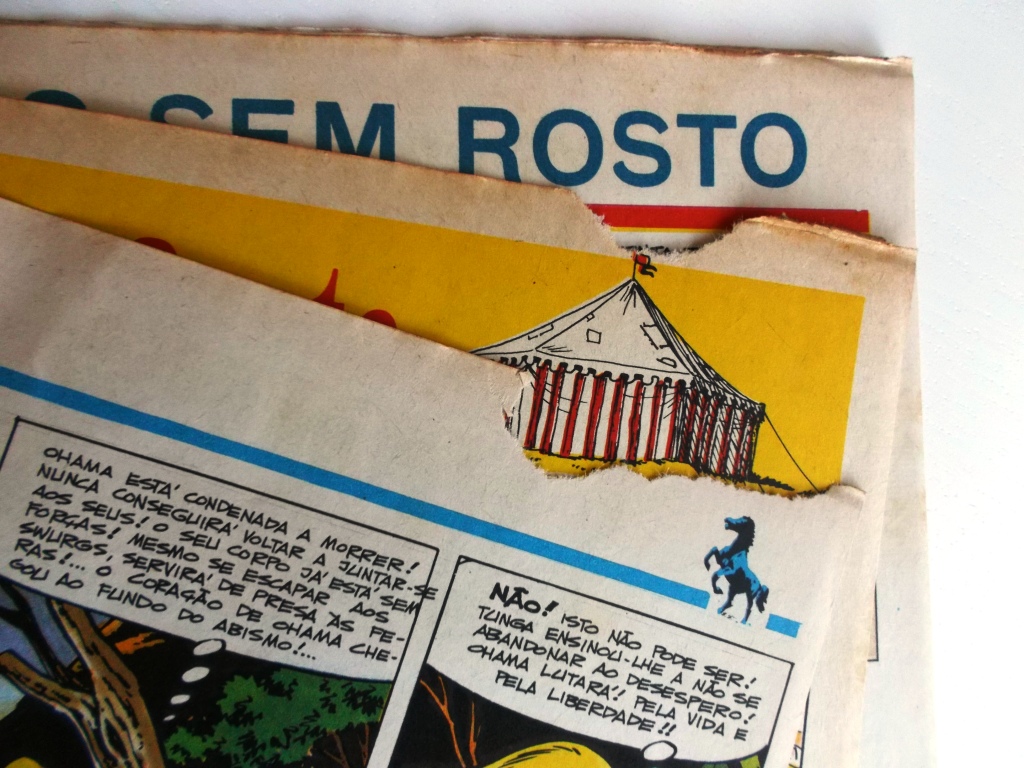 SEM ROSTO
OHAMA ESTÁ CONDENADA A MORRER!
NUNCA CONSEGUIRÁ VOLTAR A JUNTAR-SE
AOS SEUS! O SEU CORPO JÁ ESTÁ SEM
FORÇAS! MESMO SE ESCAPAR AOS
SWURGS, SERVIRÁ DE PRESA ÀS FE-
RAS!... O CORAÇÃO DE OHAMA CHE-
GOU AO FUNDO DO ABISMO!...
NÃO! ISTO NÃO PODE SER!
TUNGA ENSINOU-LHE A NÃO SE
ABANDONAR AO DESESPERO!
OHAMA LUTARÁ! PELA VIDA E
PELA LIBERDADE!!